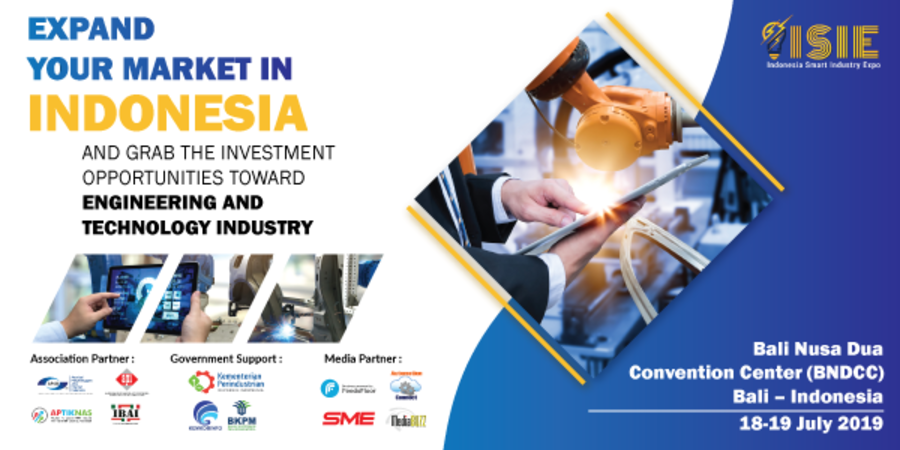 EXPAND
YOUR MARKET IN
INDONESIA
AND GRAB THE INVESTMENT
OPPORTUNITIES TOWARD
ENGINEERING AND
TECHNOLOGY INDUSTRY
ISIE
Indonesia Smart Industry Expo
Association Partner :
APTIKNAS
IBAI
Government Support :
Kementerian
Perindustrian
BKPM
Media Partner :
SME
Bali Nusa Dua
Convention Center (BNDCC)
Bali – Indonesia
18-19 July 2019